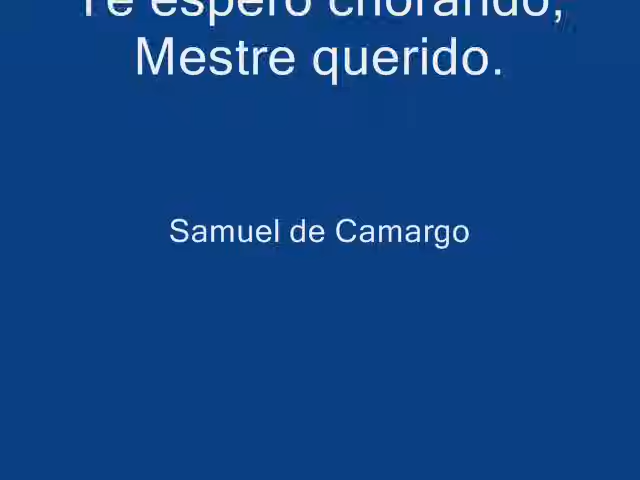 Te espero chorando,
Mestre querido.
Samuel de Camargo